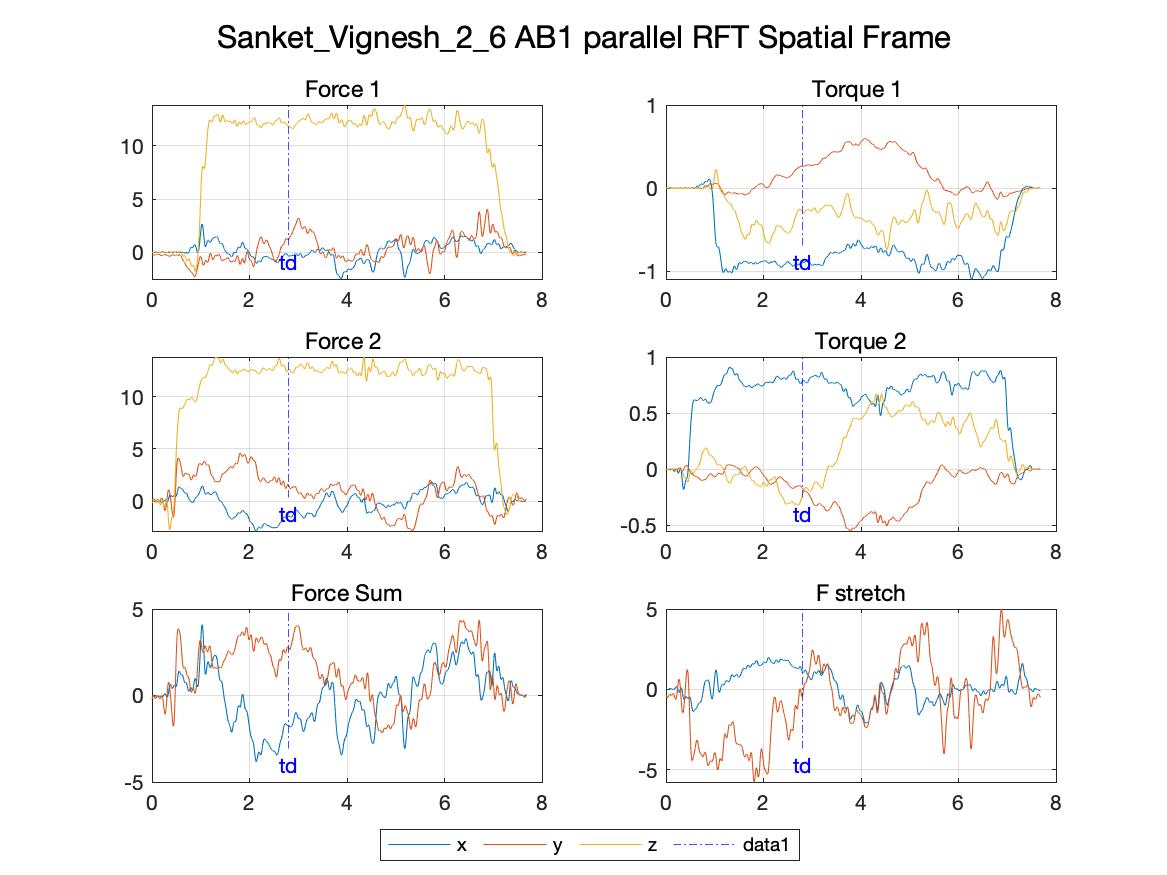 Sanket_Vignesh_2_6 AB1 parallel RFT Spatial Frame
Force 1
10
5
0
td
0 2 4 6 8
Torque 1
1
0
-1
td
0 2 4 6 8
Force 2
10
5
0
td
0 2 4 6 8
Torque 2
1
0.5
0
-0.5
td
0 2 4 6 8
Force Sum
5
0
-5
td
0 2 4 6 8
F stretch
5
0
-5
td
0 2 4 6 8
x y z data1